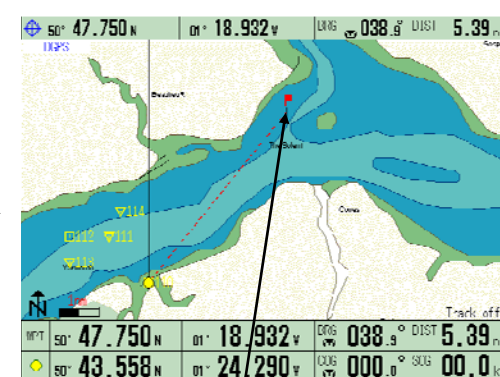 50° 47.750 N 01° 18.932 W BRG M 038.9° DIST 5.39 n
DGPS
Beaulieu R
The Solent
Cowes
114
112 111
113
N 1nm
Track off
WPT 50° 47.750 N 01° 18.932 W BRG M 038.9° DIST 5.39 n
50° 43.558 N 01° 24.290 W COG M 000.0° SOG 00.0 k